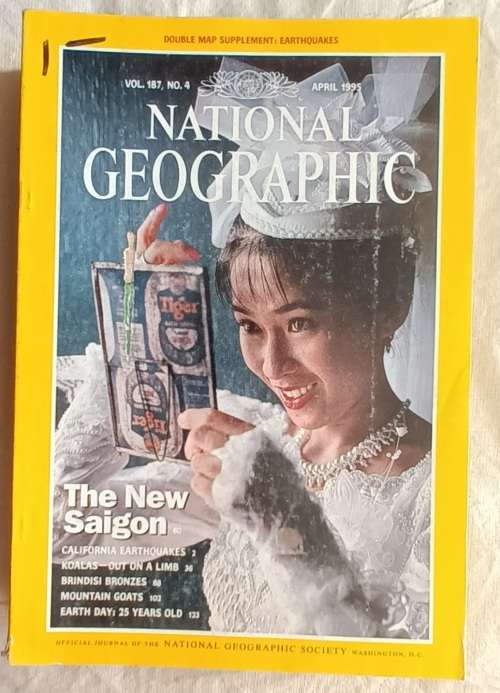 DOUBLE MAP SUPPLEMENT: EARTHQUAKES
VOL. 187, NO. 4
APRIL 1995
NATIONAL
GEOGRAPHIC
Tiger
Tiger
The New
Saigon 60
CALIFORNIA EARTHQUAKES 2
KOALAS—OUT ON A LIMB 36
BRINDISI BRONZES 88
MOUNTAIN GOATS 102
EARTH DAY: 25 YEARS OLD 123
OFFICIAL JOURNAL OF THE NATIONAL GEOGRAPHIC SOCIETY WASHINGTON, D.C.